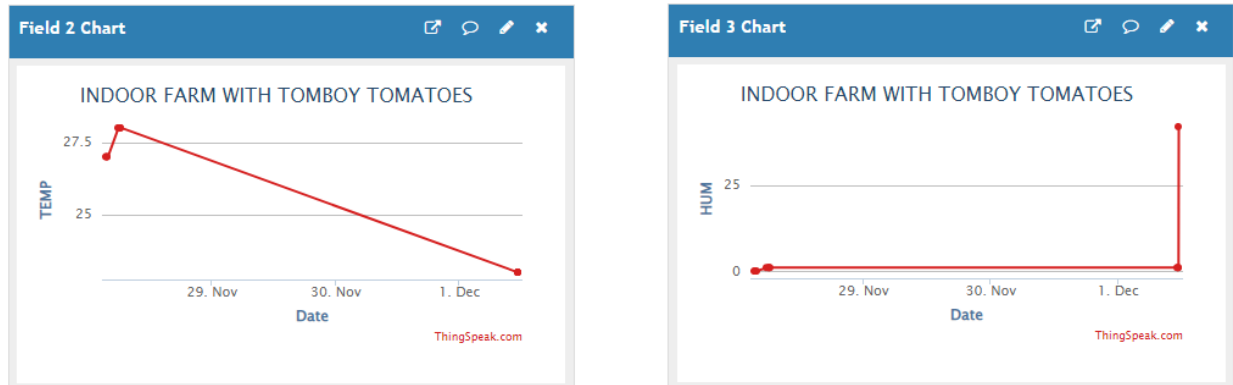 Field 2 Chart
INDOOR FARM WITH TOMBOY TOMATOES
27.5
25
TEMP
29. Nov
30. Nov
1. Dec
Date
ThingSpeak.com
Field 3 Chart
INDOOR FARM WITH TOMBOY TOMATOES
25
0
HUM
29. Nov
30. Nov
1. Dec
Date
ThingSpeak.com